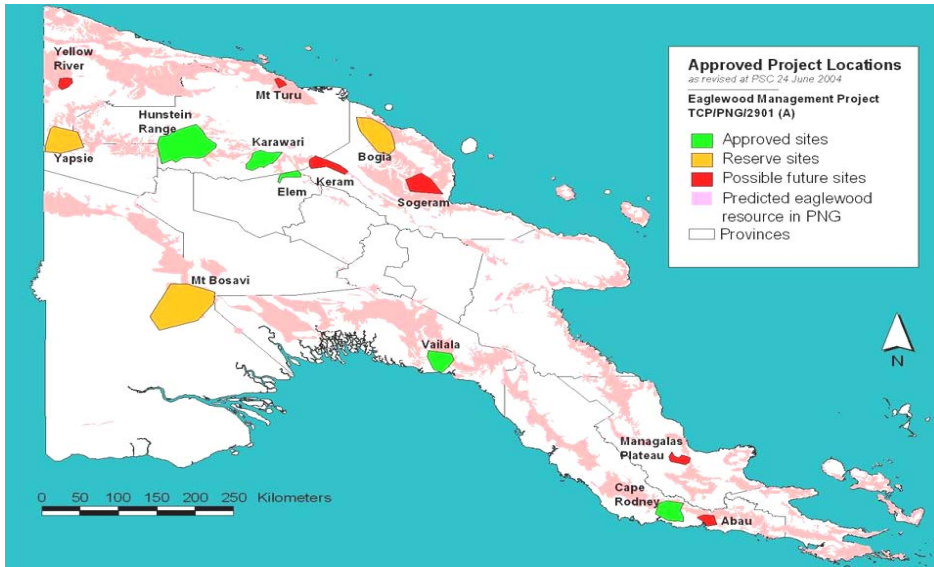 Yellow
River
Mt Turu
Hunstein
Range
Karawari
Yapsie
Elem
Keram
Bogia
Sogeram
Mt Bosavi
Vailala
Managalas
Plateau
Cape
Rodney
Abau
Approved Project Locations
as revised at PSC 24 June 2004
Eaglewood Management Project
TCP/PNG/2901 (A)
Approved sites
Reserve sites
Possible future sites
Predicted eaglewood
resource in PNG
Provinces
N
0 50 100 150 200 250 Kilometers